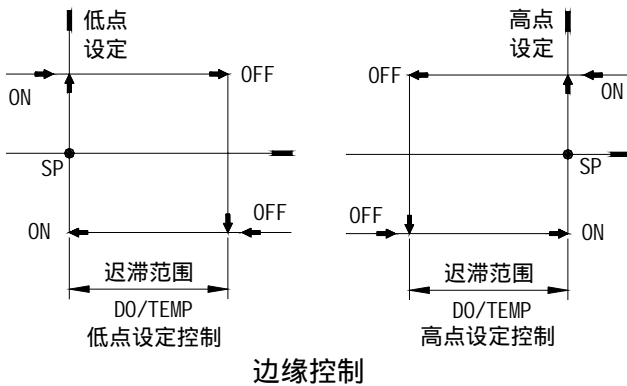 低点
设定
OFF
ON
SP
OFF
ON
迟滞范围
DO/TEMP
低点设定控制
高点
设定
OFF
ON
SP
OFF
ON
迟滞范围
DO/TEMP
高点设定控制
边缘控制